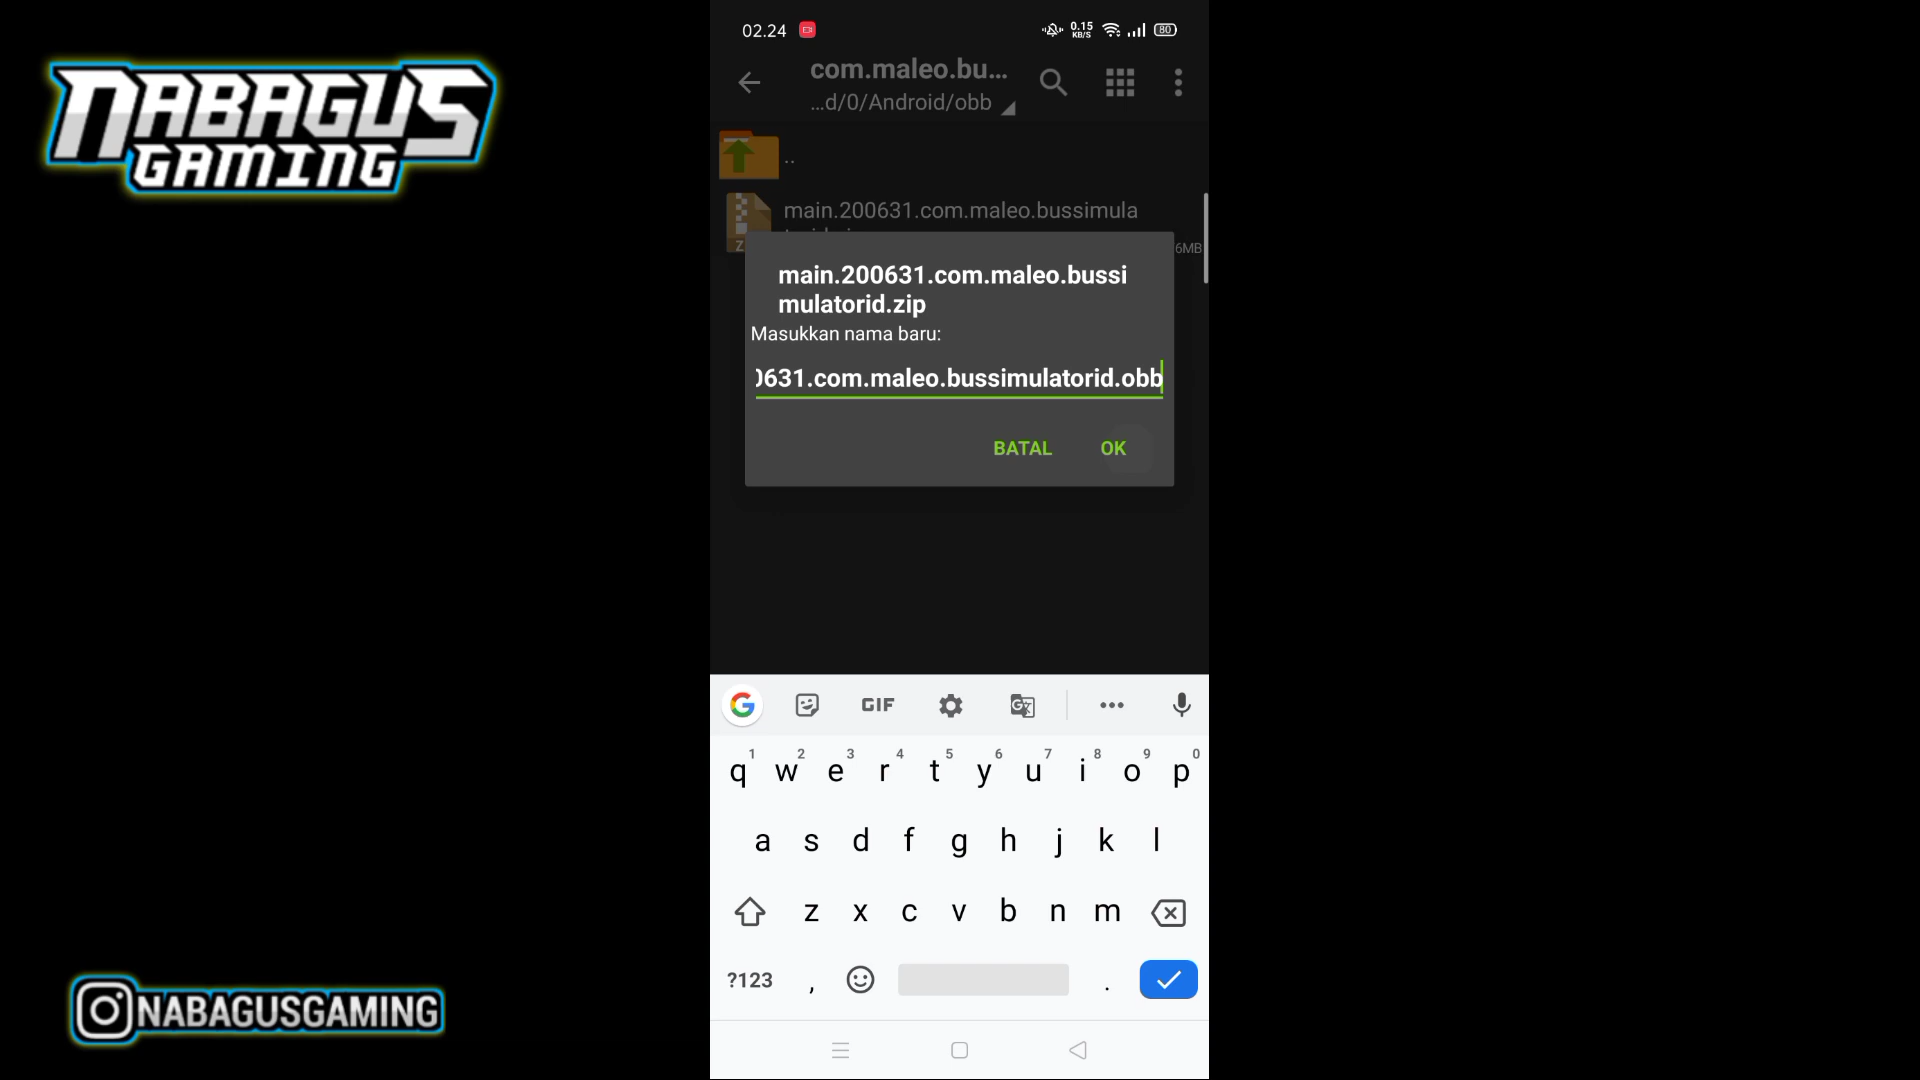 NABAGUS
GAMING
02.24
0.15
KB/S
80
com.maleo.bu...
...d/0/Android/obb
..
main.200631.com.maleo.bussimula
Z
6MB
main.200631.com.maleo.bussi
mulatorid.zip
Masukkan nama baru:
0631.com.maleo.bussimulatorid.obb
BATAL OK
G GIF
1 2 3 4 5 6 7 8 9 0
q w e r t y u i o p
a s d f g h j k l
z x c v b n m
?123 , .
NABAGUSGAMING